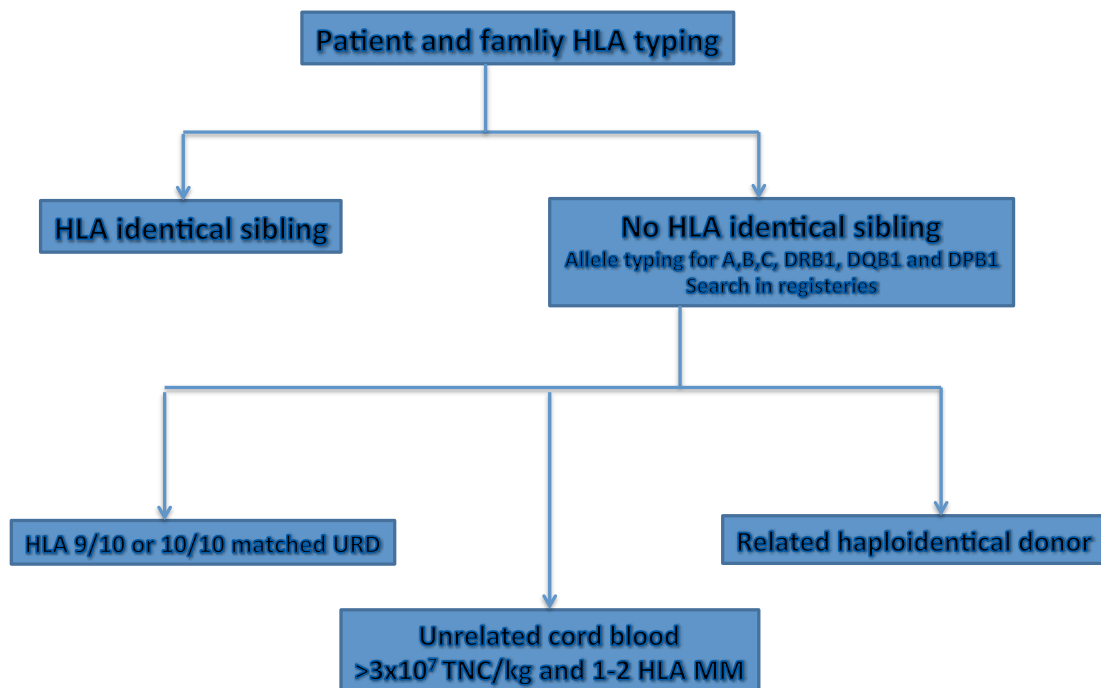 Patient and famliy HLA typing
HLA identical sibling
No HLA identical sibling
Allele typing for A,B,C, DRB1, DQB1 and DPB1
Search in registeries
HLA 9/10 or 10/10 matched URD
Related haploidentical donor
Unrelated cord blood
>3x10⁷ TNC/kg and 1-2 HLA MM